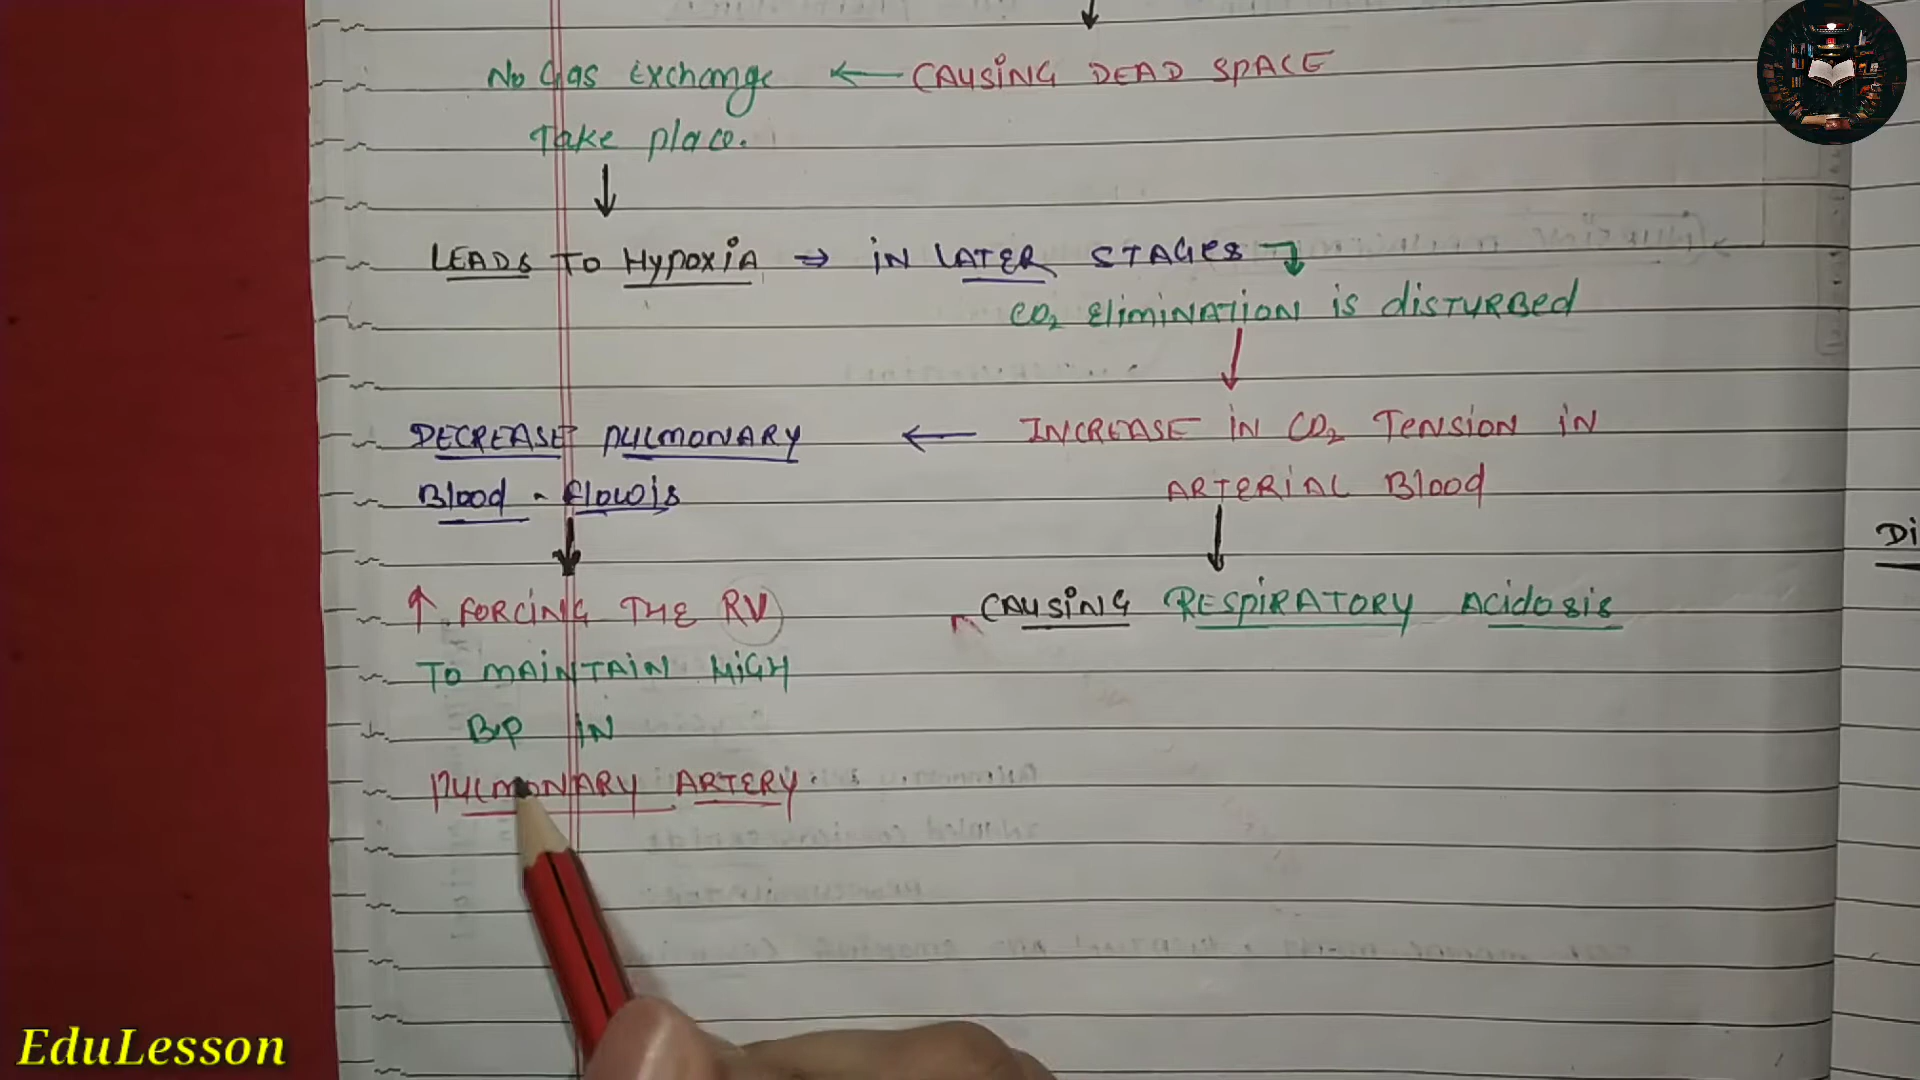 No Gas Exchange ← CAUSING DEAD SPACE
Take place.
LEADS TO HYPOXIA → IN LATER STAGES
CO₂ Elimination is disturbed
DECREASE PULMONARY ← INCREASE IN CO₂ Tension in
Blood - flow
ARTERIAL Blood
↑ FORCING THE RV
CAUSING RESPIRATORY Acidosis
TO MAINTAIN HIGH
B.P IN
PULMONARY ARTERY
Di
EduLesson